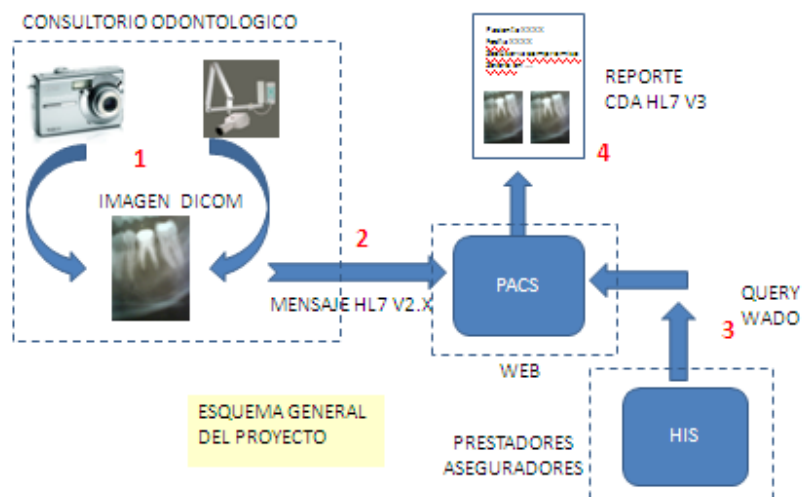 CONSULTORIO ODONTOLOGICO
1
IMAGEN DICOM
2
MENSAJE HL7 V2.X
PACS
WEB
4
REPORTE
CDA HL7 V3
QUERY
WADO
3
HIS
PRESTADORES
ASEGURADORES
ESQUEMA GENERAL
DEL PROYECTO